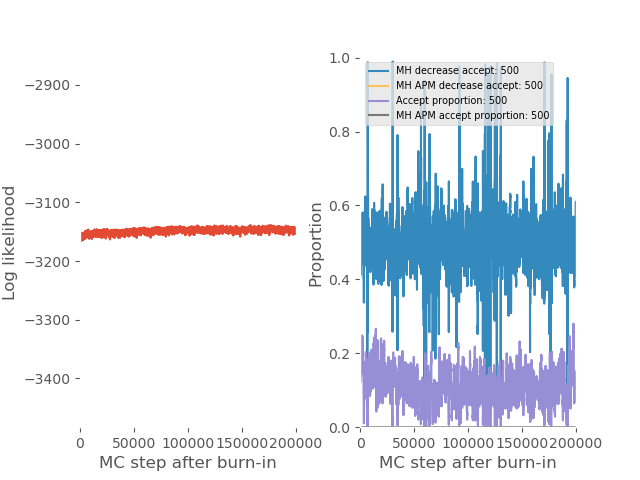 −2900
−3000
−3100
−3200
−3300
−3400
Log likelihood
0
50000
100000
150000
200000
MC step after burn-in
1.0
0.8
0.6
0.4
0.2
0.0
Proportion
MH decrease accept: 500
MH APM decrease accept: 500
Accept proportion: 500
MH APM accept proportion: 500
0
50000
100000
150000
200000
MC step after burn-in